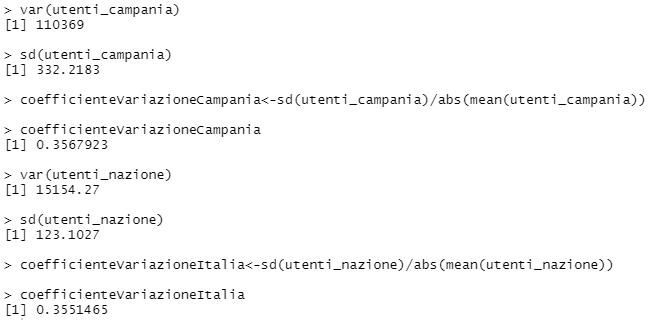 > var(utenti_campania)
[1] 110369
> sd(utenti_campania)
[1] 332.2183
> coefficienteVariazioneCampania<-sd(utenti_campania)/abs(mean(utenti_campania))
> coefficienteVariazioneCampania
[1] 0.3567923
> var(utenti_nazione)
[1] 15154.27
> sd(utenti_nazione)
[1] 123.1027
> coefficienteVariazioneItalia<-sd(utenti_nazione)/abs(mean(utenti_nazione))
> coefficienteVariazioneItalia
[1] 0.3551465